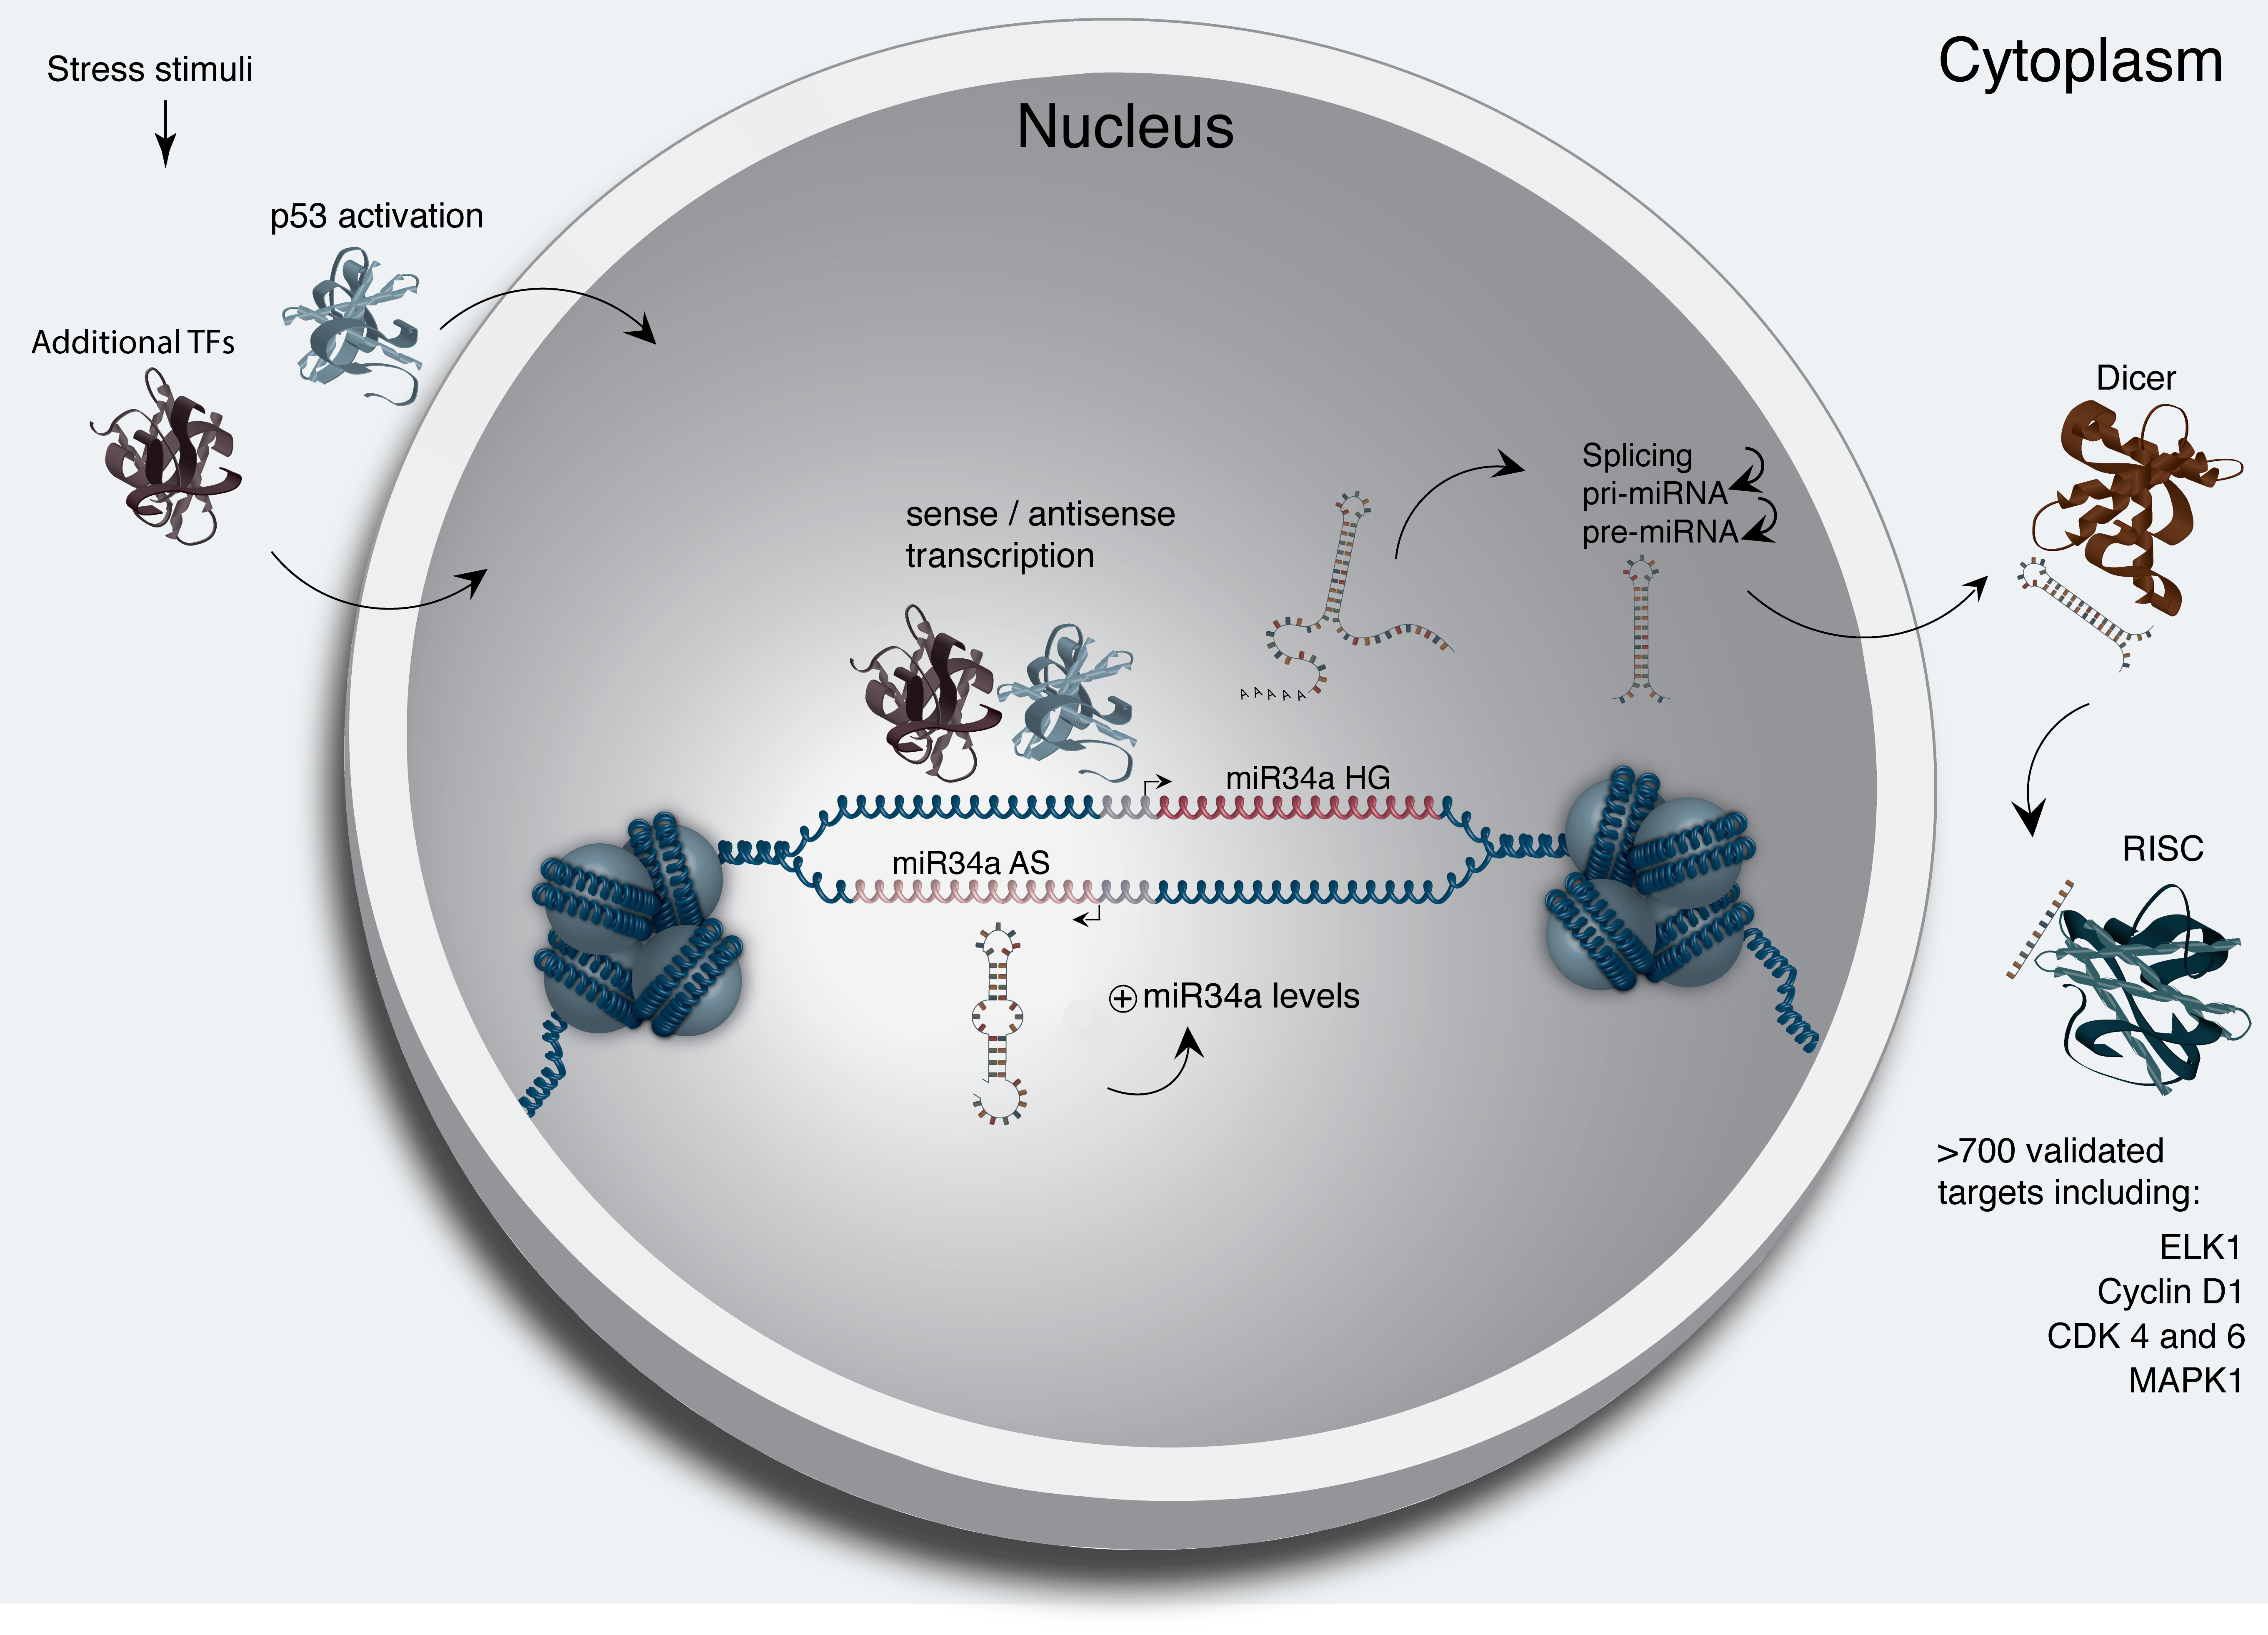 Cytoplasm
Nucleus
Stress stimuli
p53 activation
Additional TFs
sense / antisense
transcription
A A A A A
Splicing
pri-miRNA
pre-miRNA
Dicer
miR34a HG
miR34a AS
+ miR34a levels
RISC
>700 validated
targets including:
ELK1
Cyclin D1
CDK 4 and 6
MAPK1